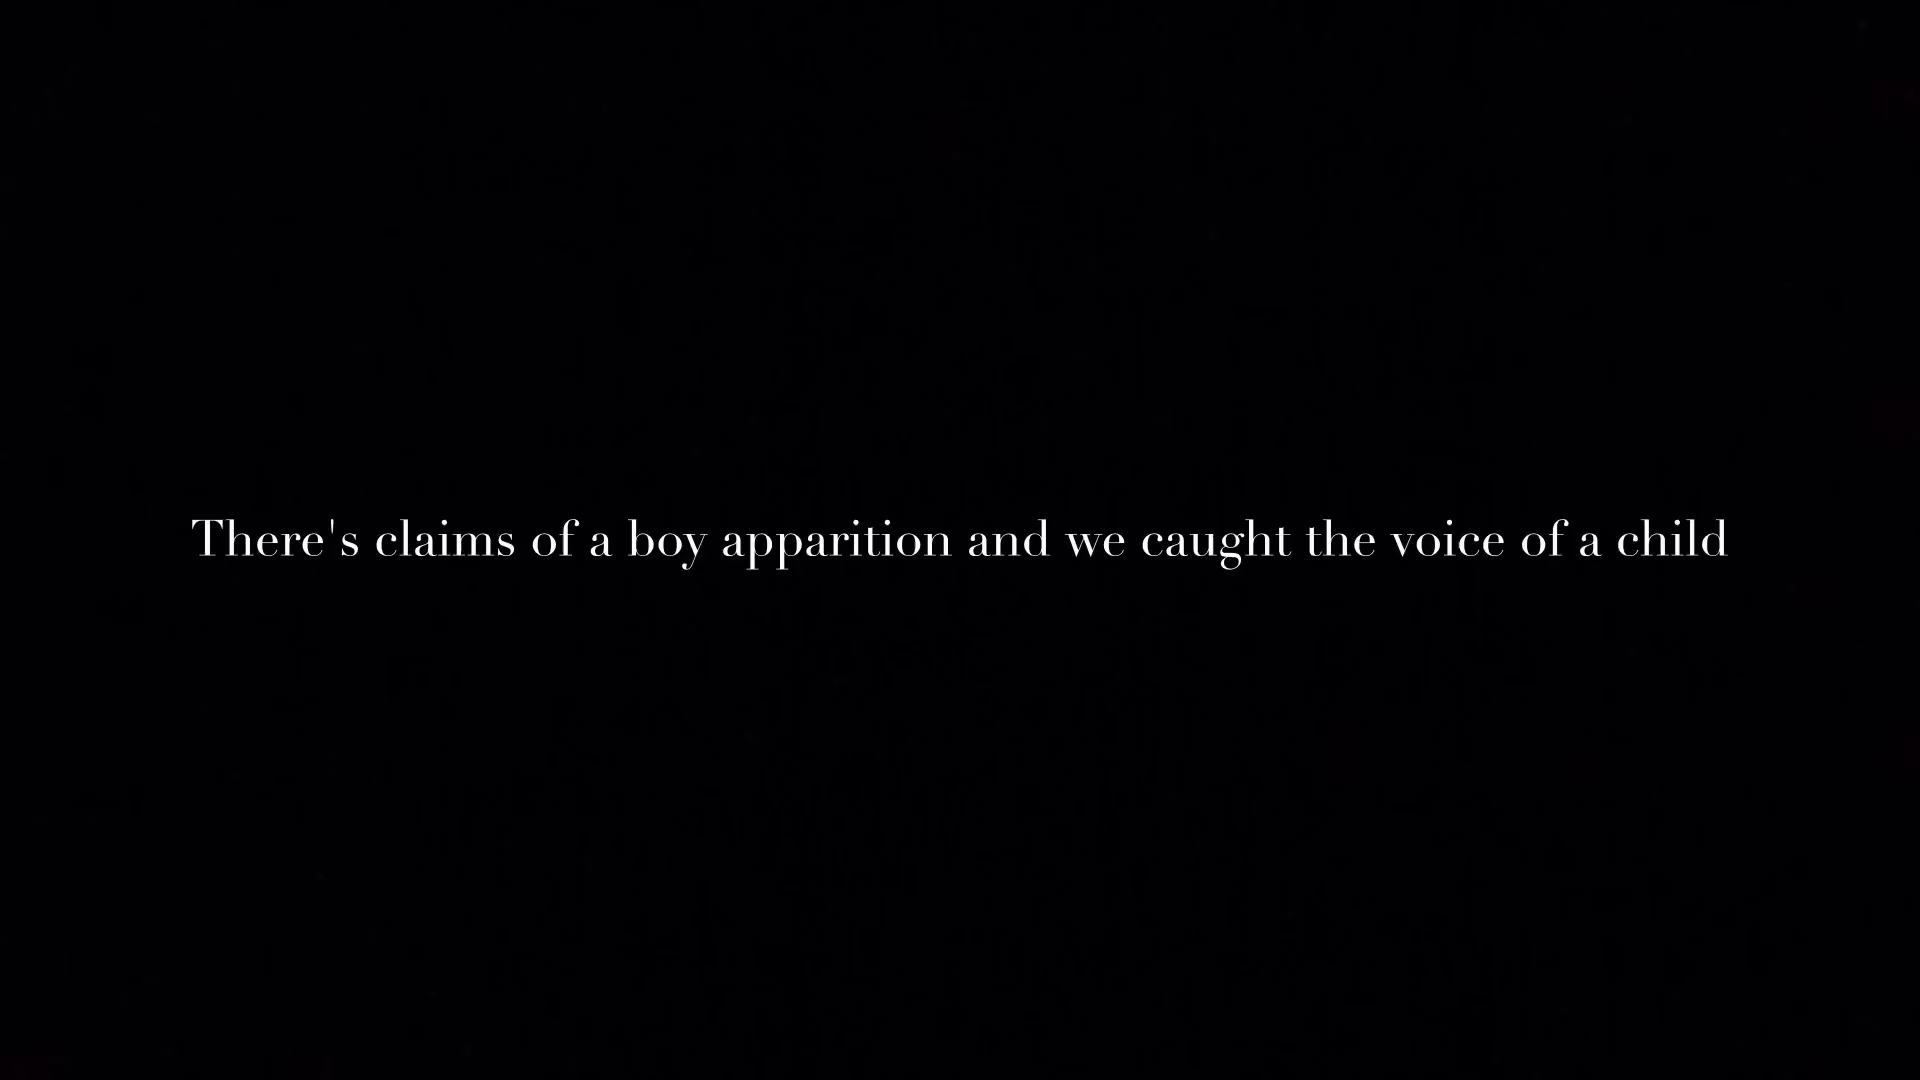 There's claims of a boy apparition and we caught the voice of a child